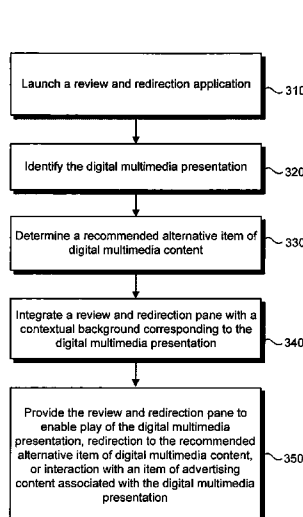 Launch a review and redirection application
310
Identify the digital multimedia presentation
320
Determine a recommended alternative item of
digital multimedia content
330
Integrate a review and redirection pane with a
contextual background corresponding to the
digital multimedia presentation
340
Provide the review and redirection pane to
enable play of the digital multimedia
presentation, redirection to the recommended
alternative item of digital multimedia content,
or interaction with an item of advertising
content associated with the digital multimedia
presentation
350